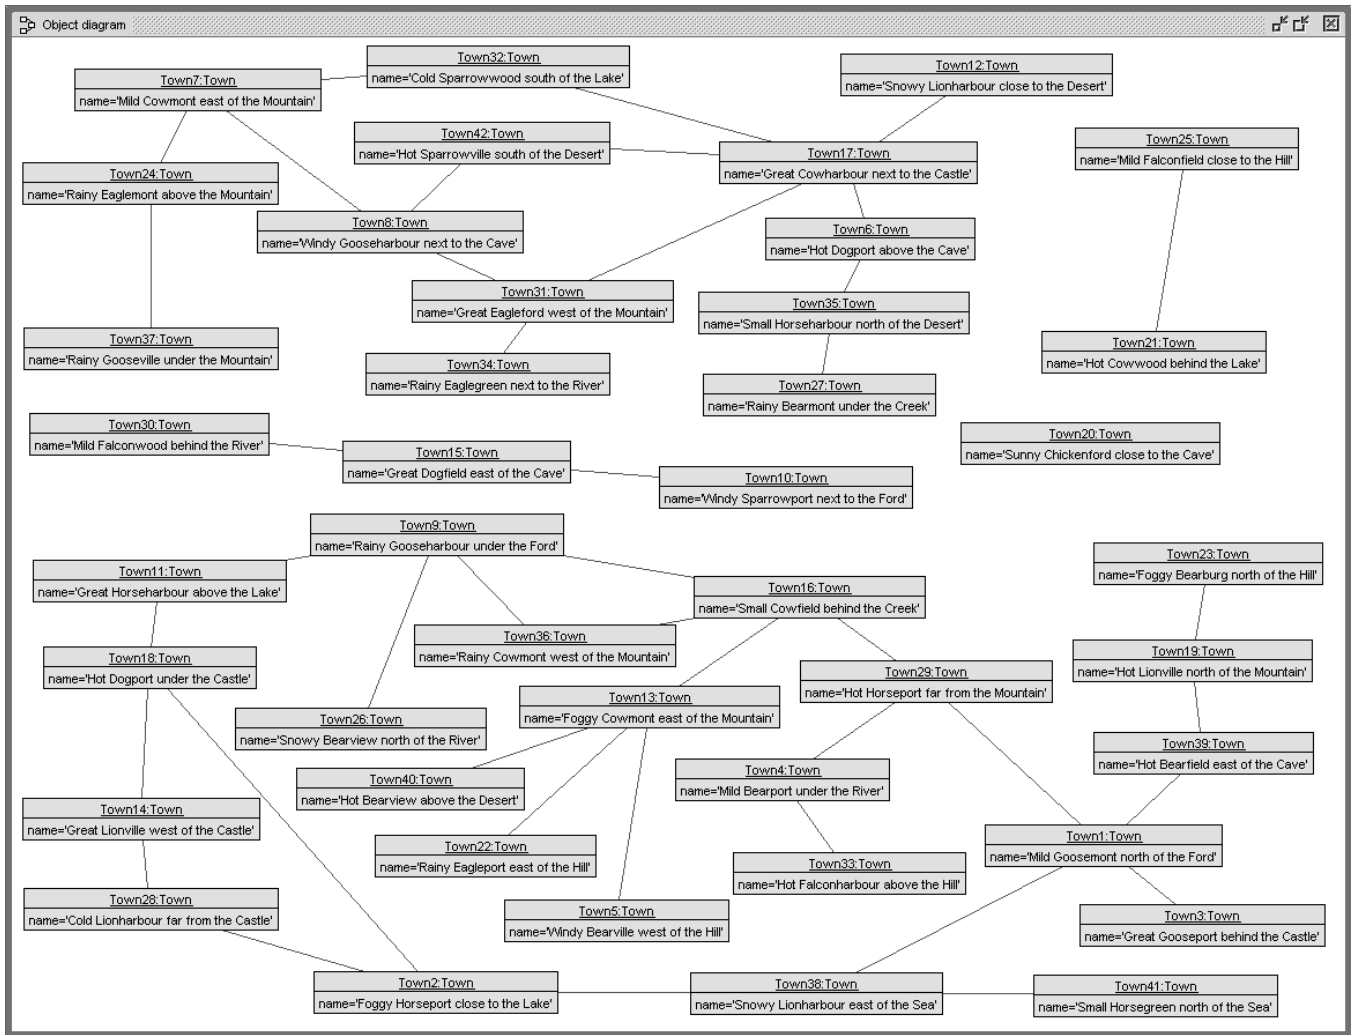 Object diagram
Town32:Town
name='Cold Sparrowwood south of the Lake'
Town12:Town
name='Snowy Lionharbour close to the Desert'
Town7:Town
name='Mild Cowmont east of the Mountain'
Town42:Town
name='Hot Sparrowville south of the Desert'
Town25:Town
name='Mild Falconfield close to the Hill'
Town17:Town
name='Great Cowharbour next to the Castle'
Town24:Town
name='Rainy Eaglemont above the Mountain'
Town8:Town
name='Windy Gooseharbour next to the Cave'
Town6:Town
name='Hot Dogport above the Cave'
Town31:Town
name='Great Eagleford west of the Mountain'
Town35:Town
name='Small Horseharbour north of the Desert'
Town37:Town
name='Rainy Gooseville under the Mountain'
Town21:Town
name='Hot Cowwood behind the Lake'
Town34:Town
name='Rainy Eaglegreen next to the River'
Town27:Town
name='Rainy Bearmont under the Creek'
Town30:Town
name='Mild Falconwood behind the River'
Town20:Town
name='Sunny Chickenford close to the Cave'
Town15:Town
name='Great Dogfield east of the Cave'
Town10:Town
name='Windy Sparrowport next to the Ford'
Town9:Town
name='Rainy Gooseharbour under the Ford'
Town23:Town
name='Foggy Bearburg north of the Hill'
Town11:Town
name='Great Horseharbour above the Lake'
Town16:Town
name='Small Cowfield behind the Creek'
Town36:Town
name='Rainy Cowmont west of the Mountain'
Town19:Town
name='Hot Lionville north of the Mountain'
Town18:Town
name='Hot Dogport under the Castle'
Town29:Town
name='Hot Horseport far from the Mountain'
Town13:Town
name='Foggy Cowmont east of the Mountain'
Town26:Town
name='Snowy Bearview north of the River'
Town39:Town
name='Hot Bearfield east of the Cave'
Town40:Town
name='Hot Bearview above the Desert'
Town4:Town
name='Mild Bearport under the River'
Town14:Town
name='Great Lionville west of the Castle'
Town1:Town
name='Mild Goosemont north of the Ford'
Town22:Town
name='Rainy Eagleport east of the Hill'
Town33:Town
name='Hot Falconharbour above the Hill'
Town28:Town
name='Cold Lionharbour far from the Castle'
Town5:Town
name='Windy Bearville west of the Hill'
Town3:Town
name='Great Gooseport behind the Castle'
Town2:Town
name='Foggy Horseport close to the Lake'
Town38:Town
name='Snowy Lionharbour east of the Sea'
Town41:Town
name='Small Horsegreen north of the Sea'